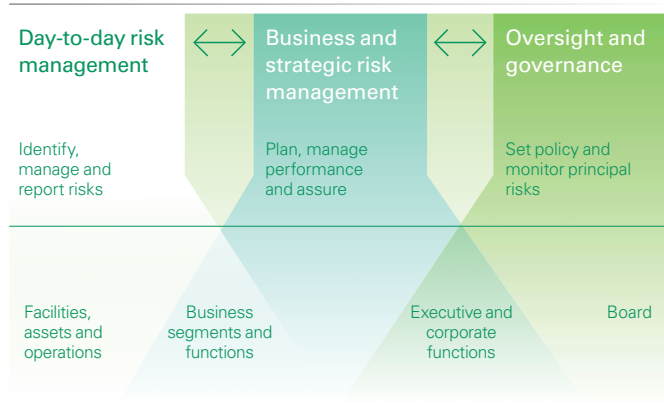 Day-to-day risk
management
Business and
strategic risk
management
Oversight and
governance
Identify,
manage and
report risks
Plan, manage
performance
and assure
Set policy and
monitor principal
risks
Facilities,
assets and
operations
Business
segments and
functions
Executive and
corporate
functions
Board